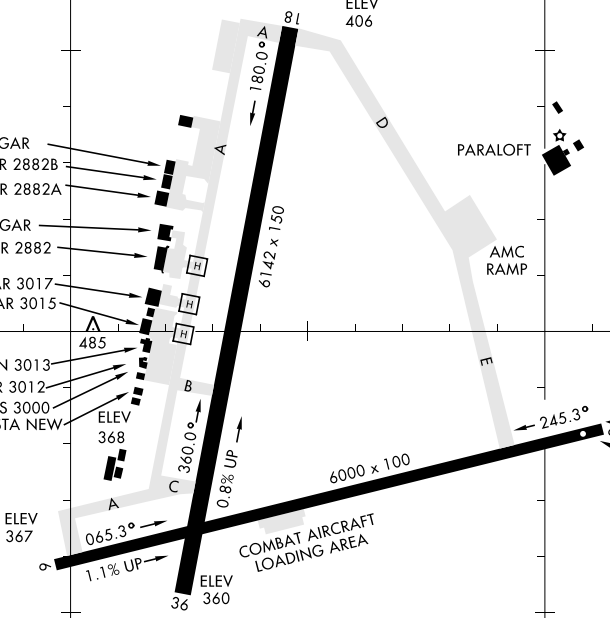 ELEV
406
18
A
180.0°
GAR
R 2882B
R 2882A
A
D
PARALOFT
GAR
R 2882
6142 x 150
AMC
RAMP
H
AR 3017
H
AR 3015
H
485
N 3013
R 3012
S 3000
STA NEW
B
E
ELEV
368
360.0°
0.8% UP
245.3°
6000 x 100
C
A
ELEV
367
065.3°
COMBAT AIRCRAFT
LOADING AREA
1.1% UP
6
36
ELEV
360